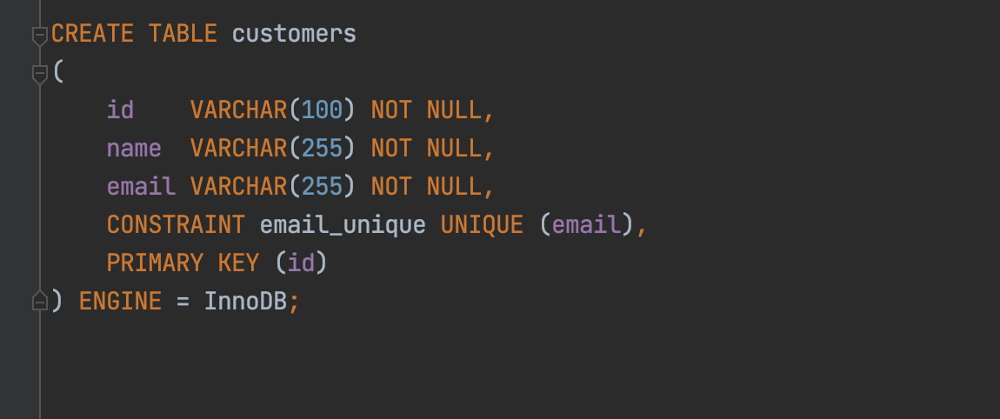 CREATE TABLE customers
(
    id    VARCHAR(100) NOT NULL,
    name  VARCHAR(255) NOT NULL,
    email VARCHAR(255) NOT NULL,
    CONSTRAINT email_unique UNIQUE (email),
    PRIMARY KEY (id)
) ENGINE = InnoDB;